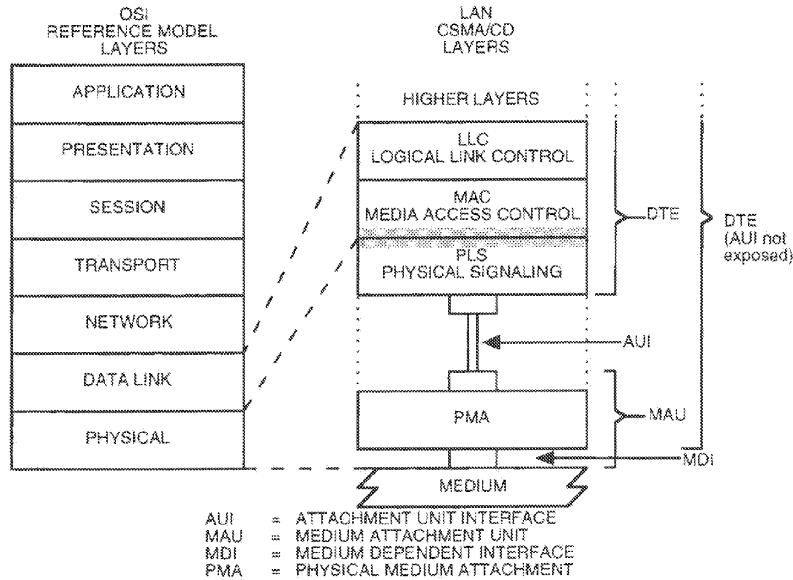 OSI
REFERENCE MODEL
LAYERS
APPLICATION
PRESENTATION
SESSION
TRANSPORT
NETWORK
DATA LINK
PHYSICAL
LAN
CSMA/CD
LAYERS
HIGHER LAYERS
LLC
LOGICAL LINK CONTROL
MAC
MEDIA ACCESS CONTROL
PLS
PHYSICAL SIGNALING
DTE
DTE
(AUI not
exposed)
AUI
PMA
MAU
MDI
MEDIUM
AUI = ATTACHMENT UNIT INTERFACE
MAU = MEDIUM ATTACHMENT UNIT
MDI = MEDIUM DEPENDENT INTERFACE
PMA = PHYSICAL MEDIUM ATTACHMENT